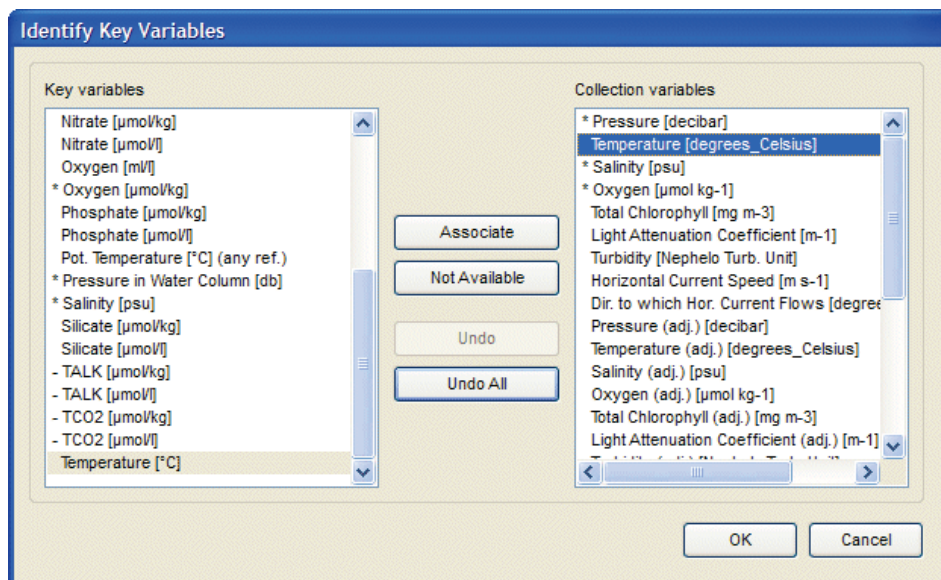 Identify Key Variables
Key variables
Nitrate [µmol/kg]
Nitrate [µmol/l]
Oxygen [ml/l]
* Oxygen [µmol/kg]
Phosphate [µmol/kg]
Phosphate [µmol/l]
Pot. Temperature [°C] (any ref.)
* Pressure in Water Column [db]
* Salinity [psu]
Silicate [µmol/kg]
Silicate [µmol/l]
- TALK [µmol/kg]
- TALK [µmol/l]
- TCO2 [µmol/kg]
- TCO2 [µmol/l]
Temperature [°C]
Associate
Not Available
Undo
Undo All
Collection variables
* Pressure [decibar]
Temperature [degrees_Celsius]
* Salinity [psu]
* Oxygen [µmol kg-1]
Total Chlorophyll [mg m-3]
Light Attenuation Coefficient [m-1]
Turbidity [Nephelo Turb. Unit]
Horizontal Current Speed [m s-1]
Dir. to which Hor. Current Flows [degree
Pressure (adj.) [decibar]
Temperature (adj.) [degrees_Celsius]
Salinity (adj.) [psu]
Oxygen (adj.) [µmol kg-1]
Total Chlorophyll (adj.) [mg m-3]
Light Attenuation Coefficient (adj.) [m-1]
OK
Cancel